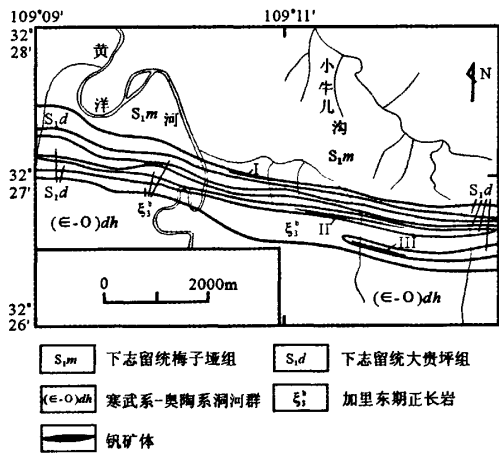 109°09′ 109°11′
32°
28′
黄
洋
河
小
牛
儿
沟
N
S₁m
S₁d
I
S₁m
32°
27′
S₁d
S₁d
ξ₃ᵇ
II
III
(∈-O)dh
ξ₃ᵇ
(∈-O)dh
0 2000m
32°
26′
S₁m 下志留统梅子垭组 S₁d 下志留统大贵坪组
(∈-O)dh 寒武系-奥陶系洞河群 ξ₃ᵇ 加里东期正长岩
钒矿体